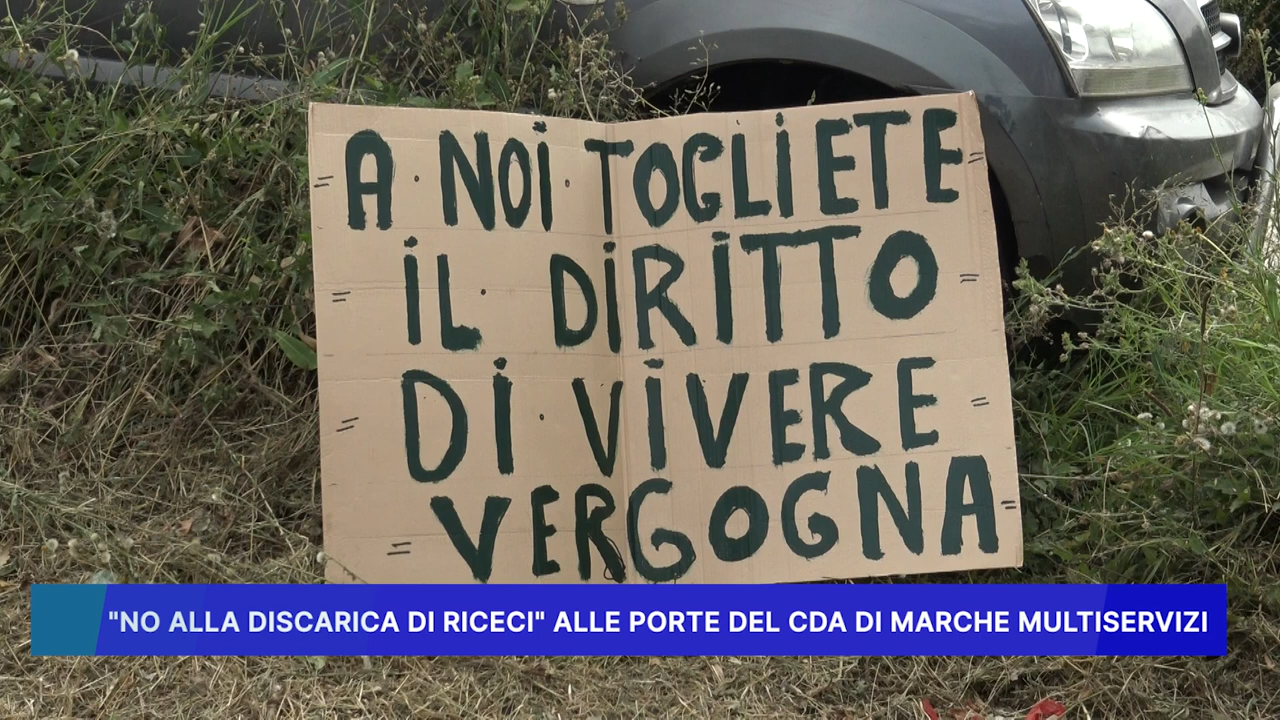 A·NOi·TOGLiETE
iL· DiRiTTO
Di·ViVERE
VERGOGNA
"NO ALLA DISCARICA DI RICECI" ALLE PORTE DEL CDA DI MARCHE MULTISERVIZI